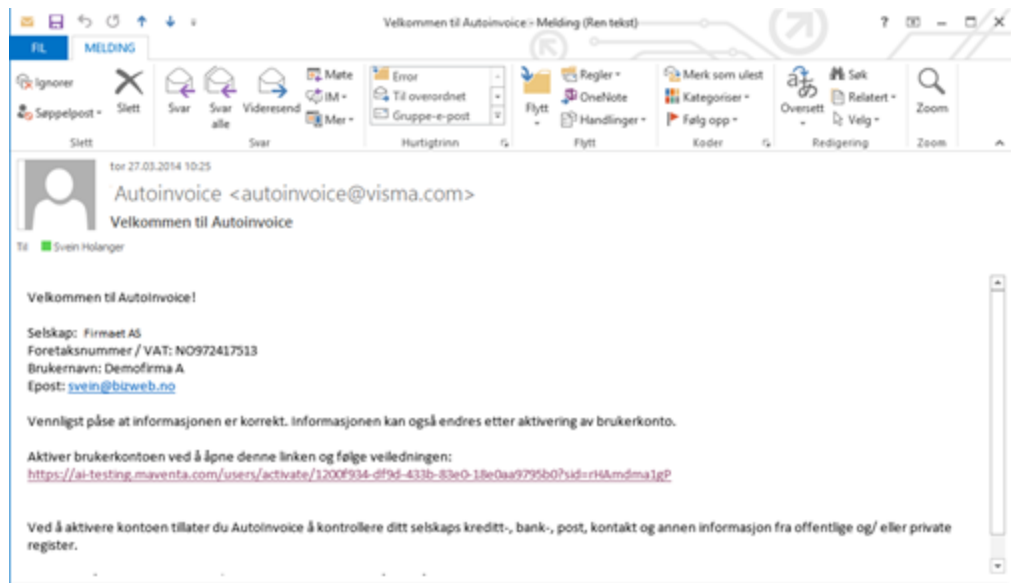 Velkommen til Autoinvoice - Melding (Ren tekst)
FIL MELDING
Ignorer
Søppelpost
Slett
Svar
Svar alle
Videresend
Møte
IM
Mer
Error
Til overordnet
Gruppe-e-post
Flytt
Regler
OneNote
Handlinger
Merk som ulest
Kategoriser
Følg opp
Oversett
Søk
Relatert
Velg
Zoom
Slett Svar Hurtigtrinn Flytt Koder Redigering Zoom
tor 27.03.2014 10:25
Autoinvoice <autoinvoice@visma.com>
Velkommen til Autoinvoice
Til Svein Holanger
Velkommen til AutoInvoice!
Selskap: Firmaet AS
Foretaksnummer / VAT: NO972417513
Brukernavn: Demofirma A
Epost: svein@bizweb.no
Vennligst påse at informasjonen er korrekt. Informasjonen kan også endres etter aktivering av brukerkonto.
Aktiver brukerkontoen ved å åpne denne linken og følge veiledningen:
https://ai-testing.maventa.com/users/activate/1200f934-df9d-433b-83e0-18e0aa9795b0?sid=rHAmdma1gP
Ved å aktivere kontoen tillater du AutoInvoice å kontrollere ditt selskaps kreditt-, bank-, post, kontakt og annen informasjon fra offentlige og/ eller private
register.